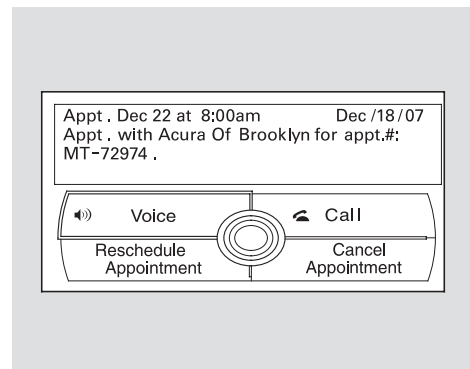 Appt . Dec 22 at 8:00am Dec /18/07
Appt . with Acura Of Brooklyn for appt.#:
MT-72974 .
Voice Call
Reschedule Appointment
Cancel Appointment